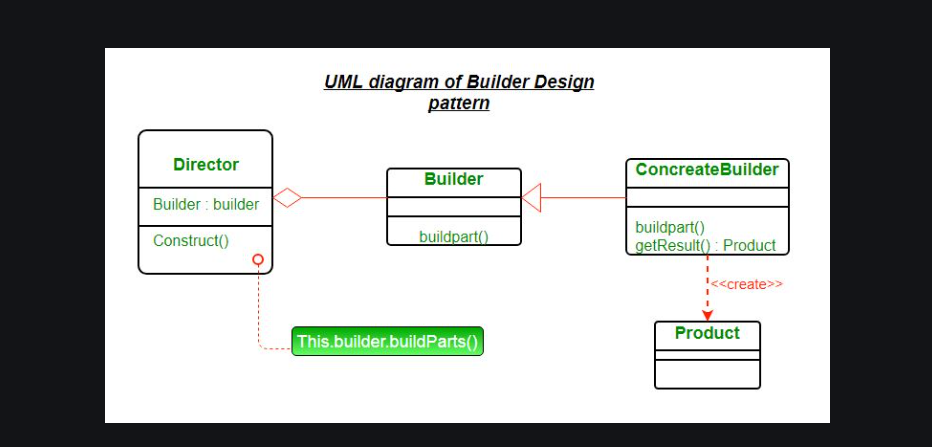 UML diagram of Builder Design
pattern
Director
Builder : builder
Construct()
Builder
buildpart()
ConcreateBuilder
buildpart()
getResult() : Product
<<create>>
Product
This.builder.buildParts()